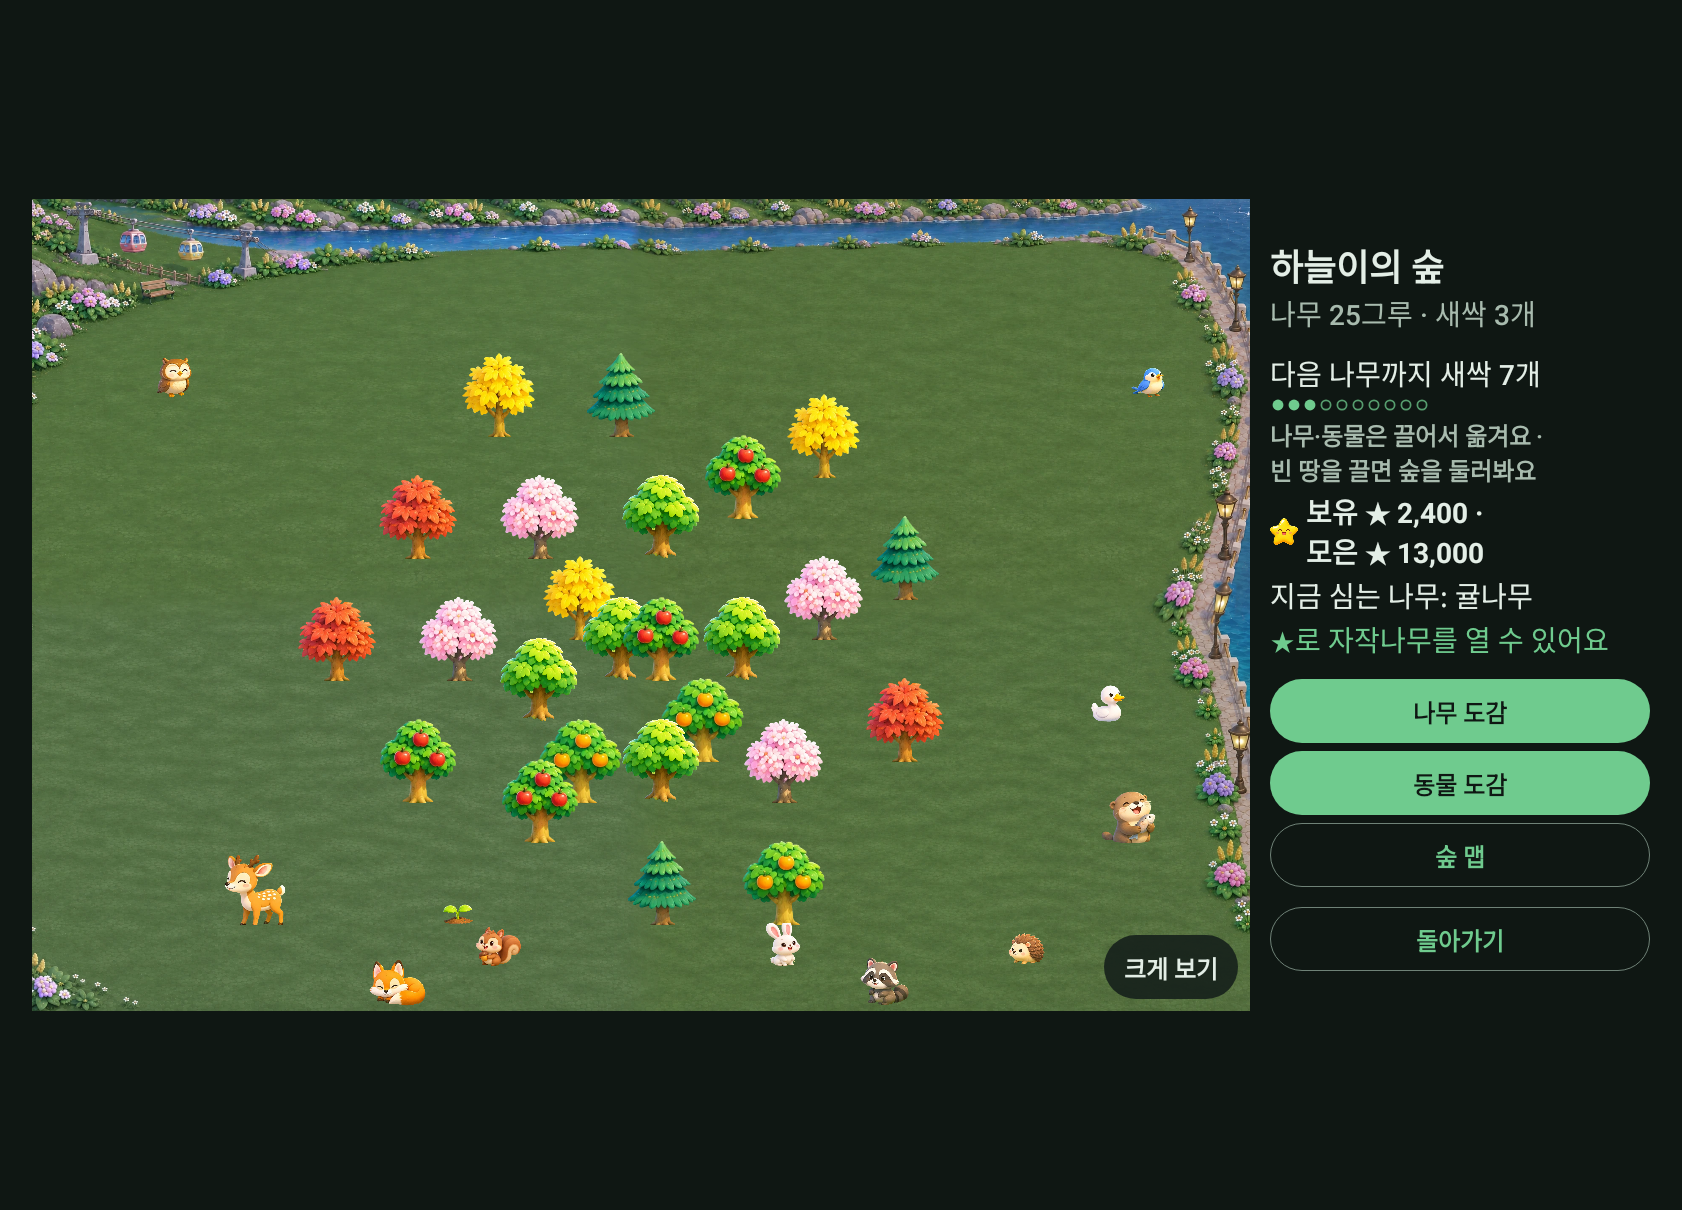 하늘이의 숲
나무 25그루 · 새싹 3개
다음 나무까지 새싹 7개
나무·동물은 끌어서 옮겨요 ·
빈 땅을 끌면 숲을 둘러봐요
보유 ★ 2,400 ·
모은 ★ 13,000
지금 심는 나무: 귤나무
★로 자작나무를 열 수 있어요
나무 도감
동물 도감
숲 맵
돌아가기
크게 보기